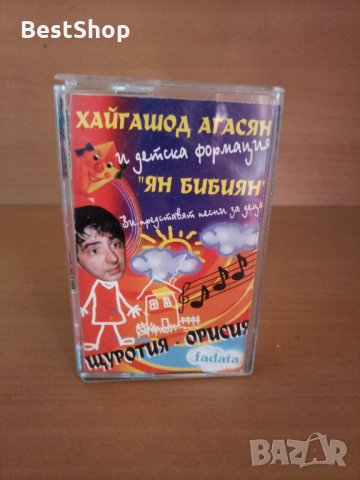 BestShop
ХАЙГАШОД АГАСЯН
и детска формация
"ЯН БИБИЯН"
Ви представят песни за деца
ЩУРОТИЯ - ОРИСИЯ
fadata
BAZAR